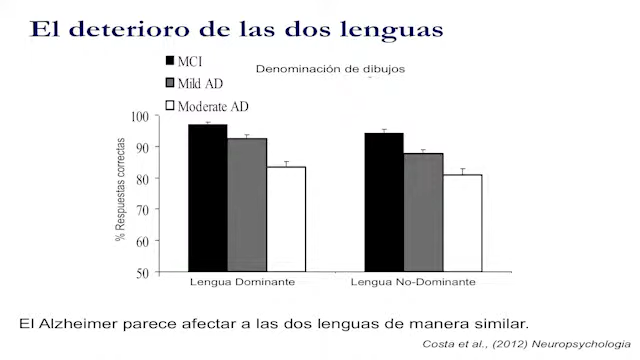 El deterioro de las dos lenguas
MCI
Mild AD
Moderate AD
Denominación de dibujos
% Respuestas correctas
100
90
80
70
60
50
Lengua Dominante
Lengua No-Dominante
El Alzheimer parece afectar a las dos lenguas de manera similar.
Costa et al., (2012) Neuropsychologia